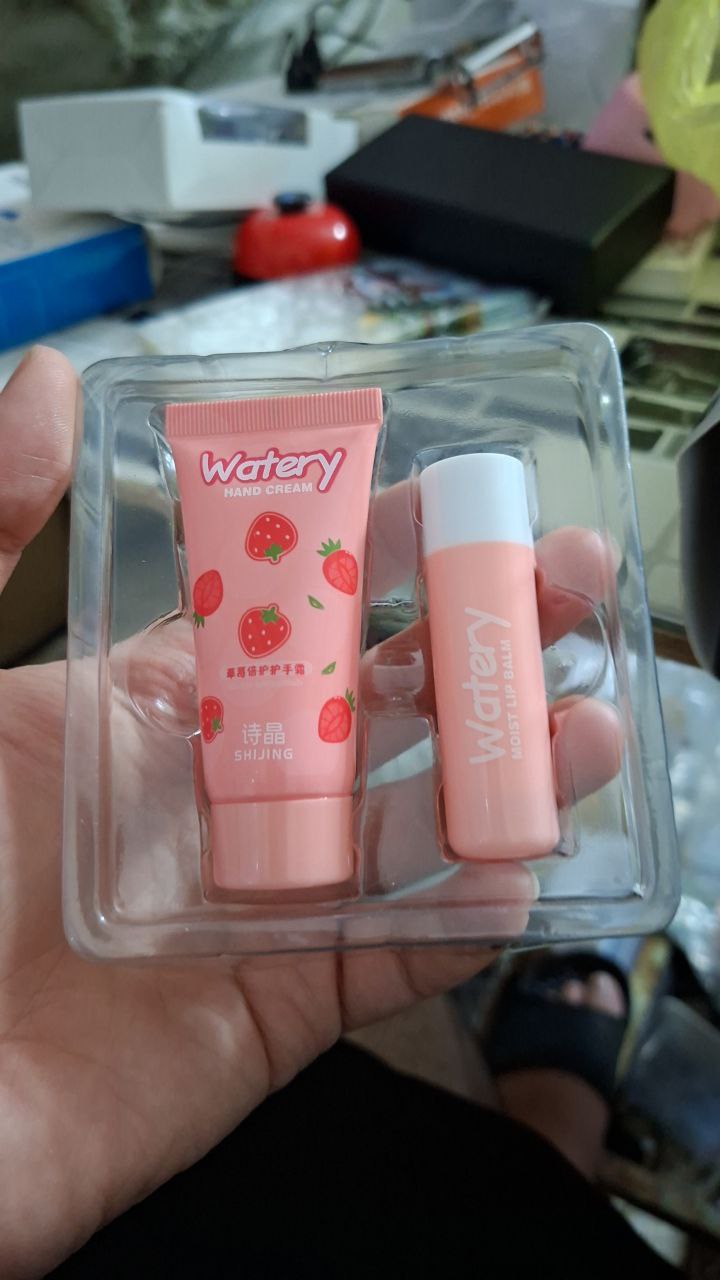 Watery
HAND CREAM
草莓倍护护手霜
诗晶
SHIJING
Watery
MOIST LIP BALM